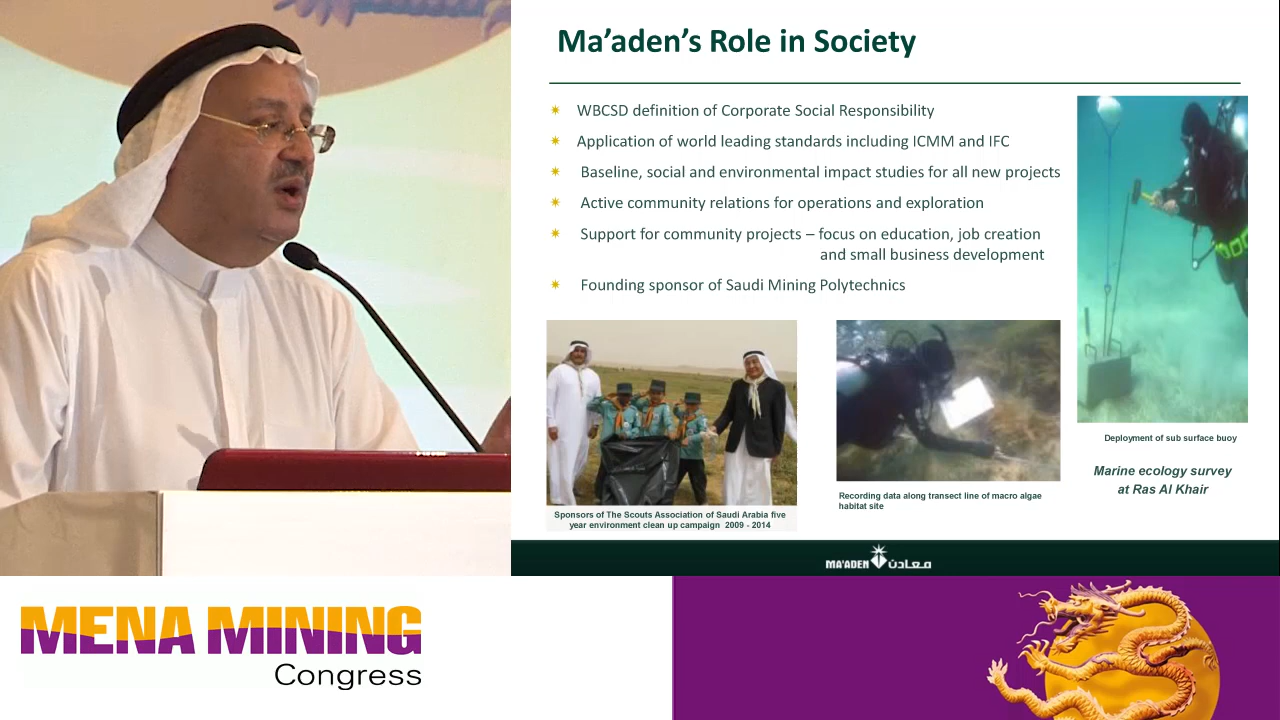 Ma’aden’s Role in Society
WBCSD definition of Corporate Social Responsibility
Application of world leading standards including ICMM and IFC
Baseline, social and environmental impact studies for all new projects
Active community relations for operations and exploration
Support for community projects – focus on education, job creation
and small business development
Founding sponsor of Saudi Mining Polytechnics
Deployment of sub surface buoy
Marine ecology survey
at Ras Al Khair
Recording data along transect line of macro algae
habitat site
Sponsors of The Scouts Association of Saudi Arabia five
year environment clean up campaign 2009 - 2014
MA'ADEN معادن
MENA MINING
Congress